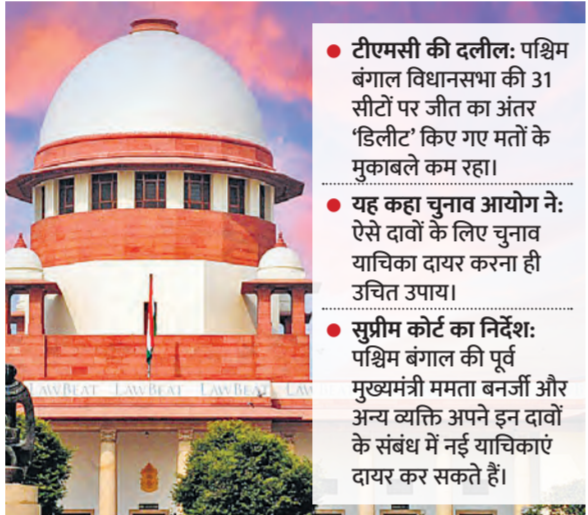 ● टीएमसी की दलील: पश्चिम
बंगाल विधानसभा की 31
सीटों पर जीत का अंतर
‘डिलीट’ किए गए मतों के
मुकाबले कम रहा।
● यह कहा चुनाव आयोग ने:
ऐसे दावों के लिए चुनाव
याचिका दायर करना ही
उचित उपाय।
● सुप्रीम कोर्ट का निर्देश:
पश्चिम बंगाल की पूर्व
मुख्यमंत्री ममता बनर्जी और
अन्य व्यक्ति अपने इन दावों
के संबंध में नई याचिकाएं
दायर कर सकते हैं।
LAWBEAT LAWBEAT LAWBEAT